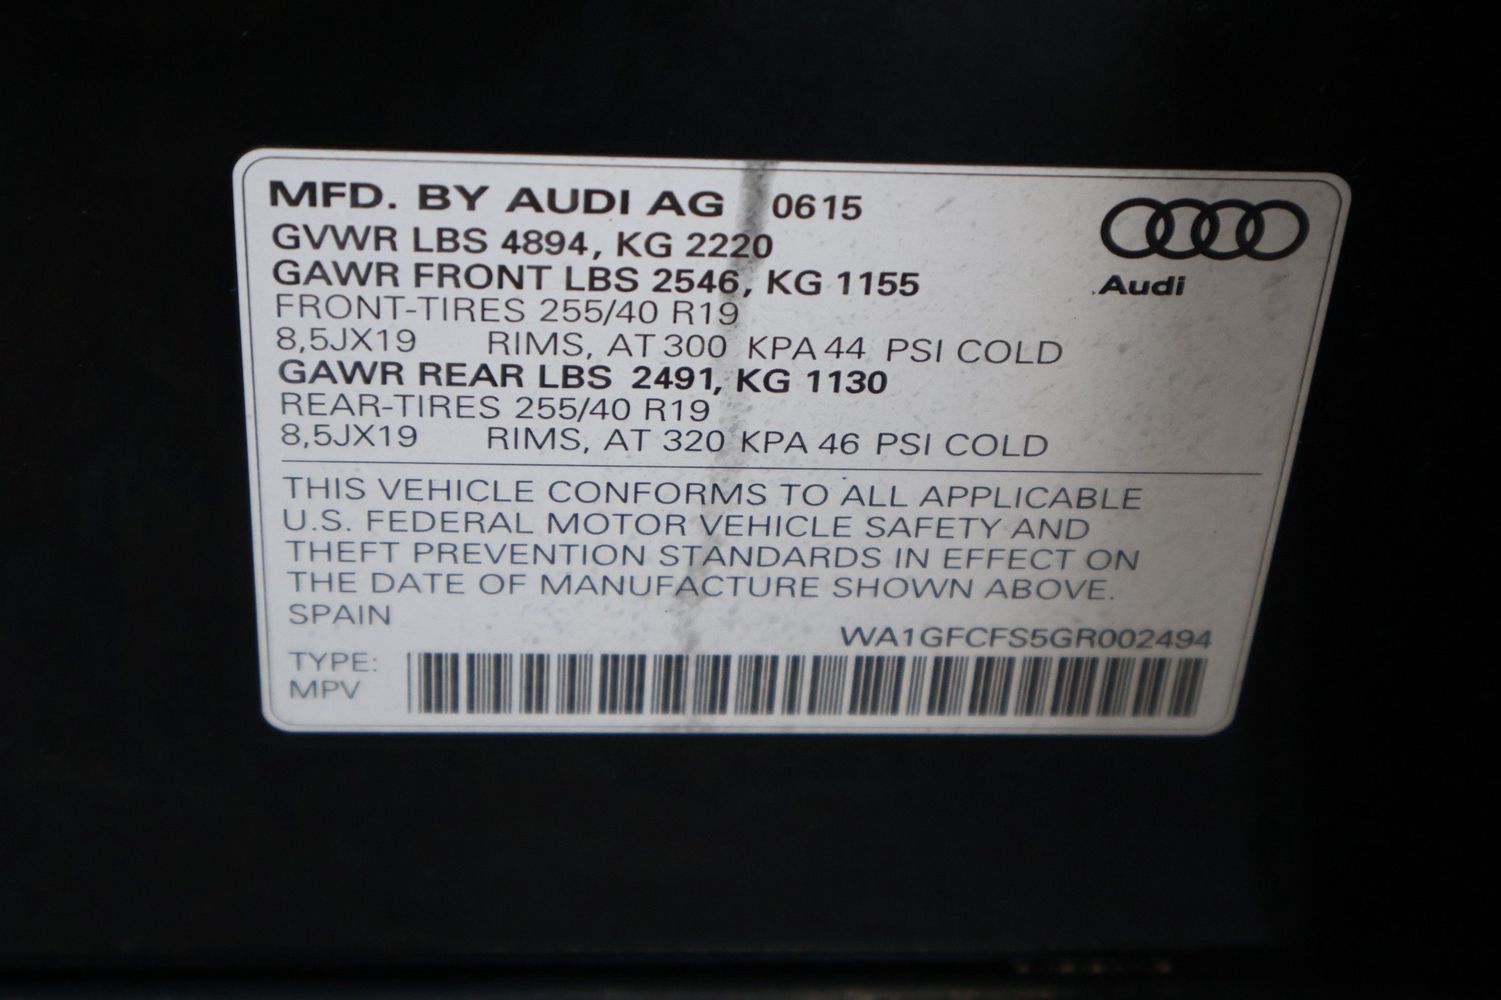 MFD. BY AUDI AG 0615
GVWR LBS 4894, KG 2220
GAWR FRONT LBS 2546, KG 1155
FRONT-TIRES 255/40 R19
8,5JX19 RIMS, AT 300 KPA 44 PSI COLD
GAWR REAR LBS 2491, KG 1130
REAR-TIRES 255/40 R19
8,5JX19 RIMS, AT 320 KPA 46 PSI COLD
Audi
THIS VEHICLE CONFORMS TO ALL APPLICABLE
U.S. FEDERAL MOTOR VEHICLE SAFETY AND
THEFT PREVENTION STANDARDS IN EFFECT ON
THE DATE OF MANUFACTURE SHOWN ABOVE.
SPAIN
WA1GFCFS5GR002494
TYPE:
MPV